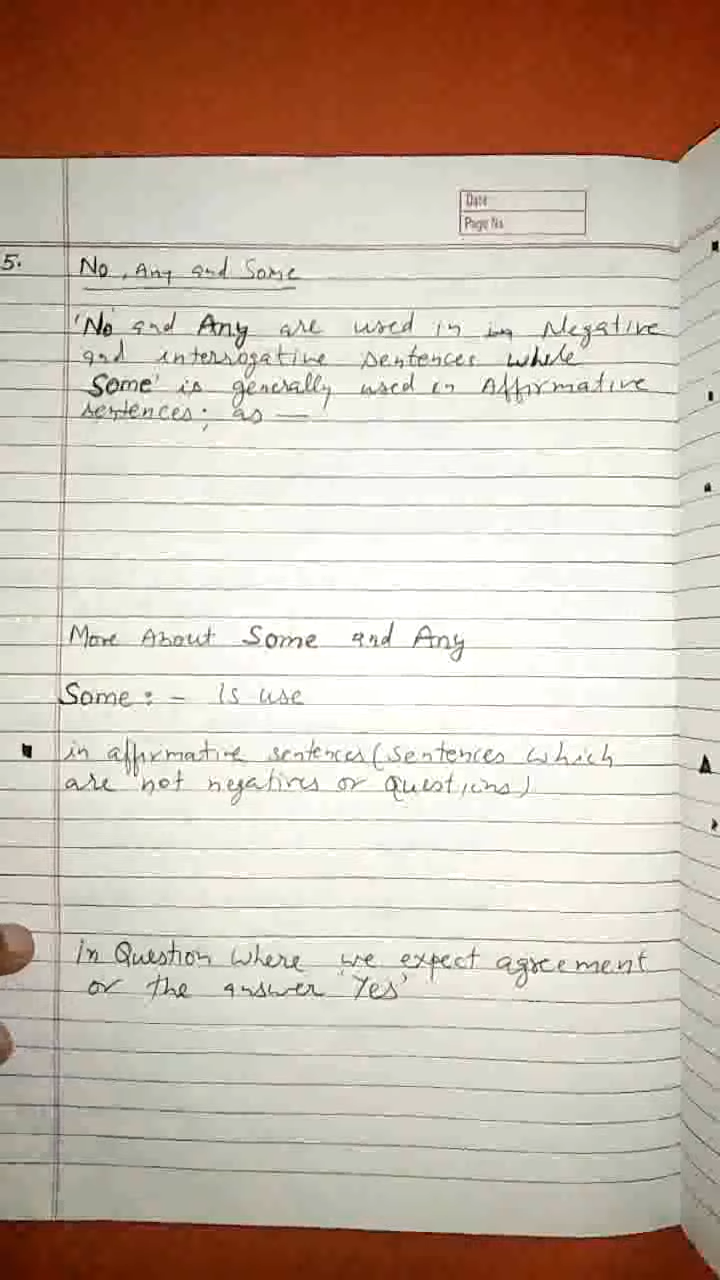 Date
Page No.
5. No, Any and Some
'No and Any are used in in Negative
and interrogative sentences while
Some' is generally used in Affirmative
sentences; as —
More About Some and Any
Some : - Is use
in affirmative sentences (sentences which
are not negatives or questions)
in Question where we expect agreement
or the answer 'Yes'